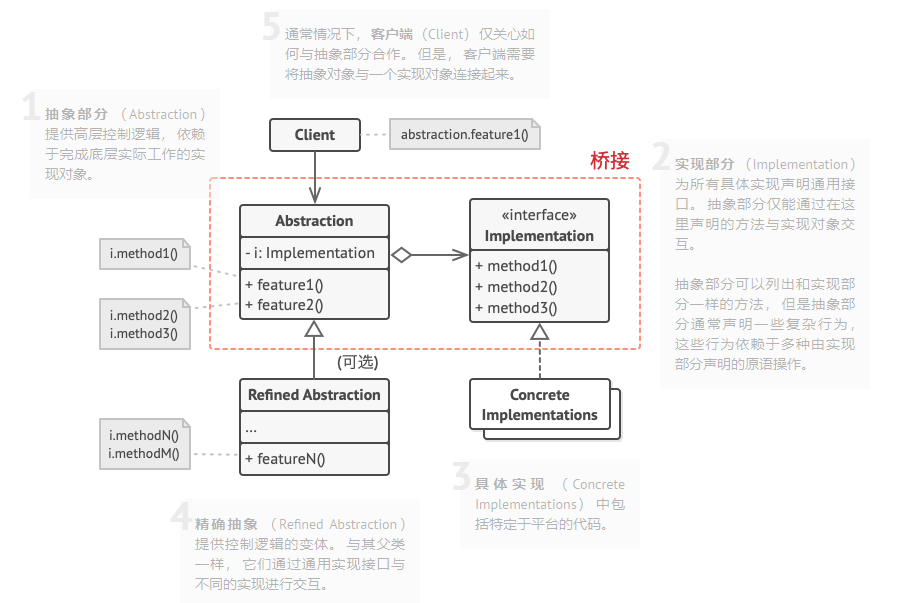 5
通常情况下， 客户端 （Client） 仅关心如
何与抽象部分合作。 但是， 客户端需要
将抽象对象与一个实现对象连接起来。
1
抽象部分 （Abstraction）
提供高层控制逻辑， 依赖
于完成底层实际工作的实
现对象。
Client
abstraction.feature1()
桥接
2
实现部分 （Implementation）
为所有具体实现声明通用接
口。 抽象部分仅能通过在这
里声明的方法与实现对象交
互。
抽象部分可以列出和实现部
分一样的方法， 但是抽象部
分通常声明一些复杂行为，
这些行为依赖于多种由实现
部分声明的原语操作。
Abstraction
- i: Implementation
+ feature1()
+ feature2()
«interface»
Implementation
+ method1()
+ method2()
+ method3()
i.method1()
i.method2()
i.method3()
(可选)
Refined Abstraction
...
+ featureN()
Concrete
Implementations
i.methodN()
i.methodM()
3
具体实现 （Concrete
Implementations） 中包
括特定于平台的代码。
4
精确抽象 （Refined Abstraction）
提供控制逻辑的变体。 与其父类
一样， 它们通过通用实现接口与
不同的实现进行交互。